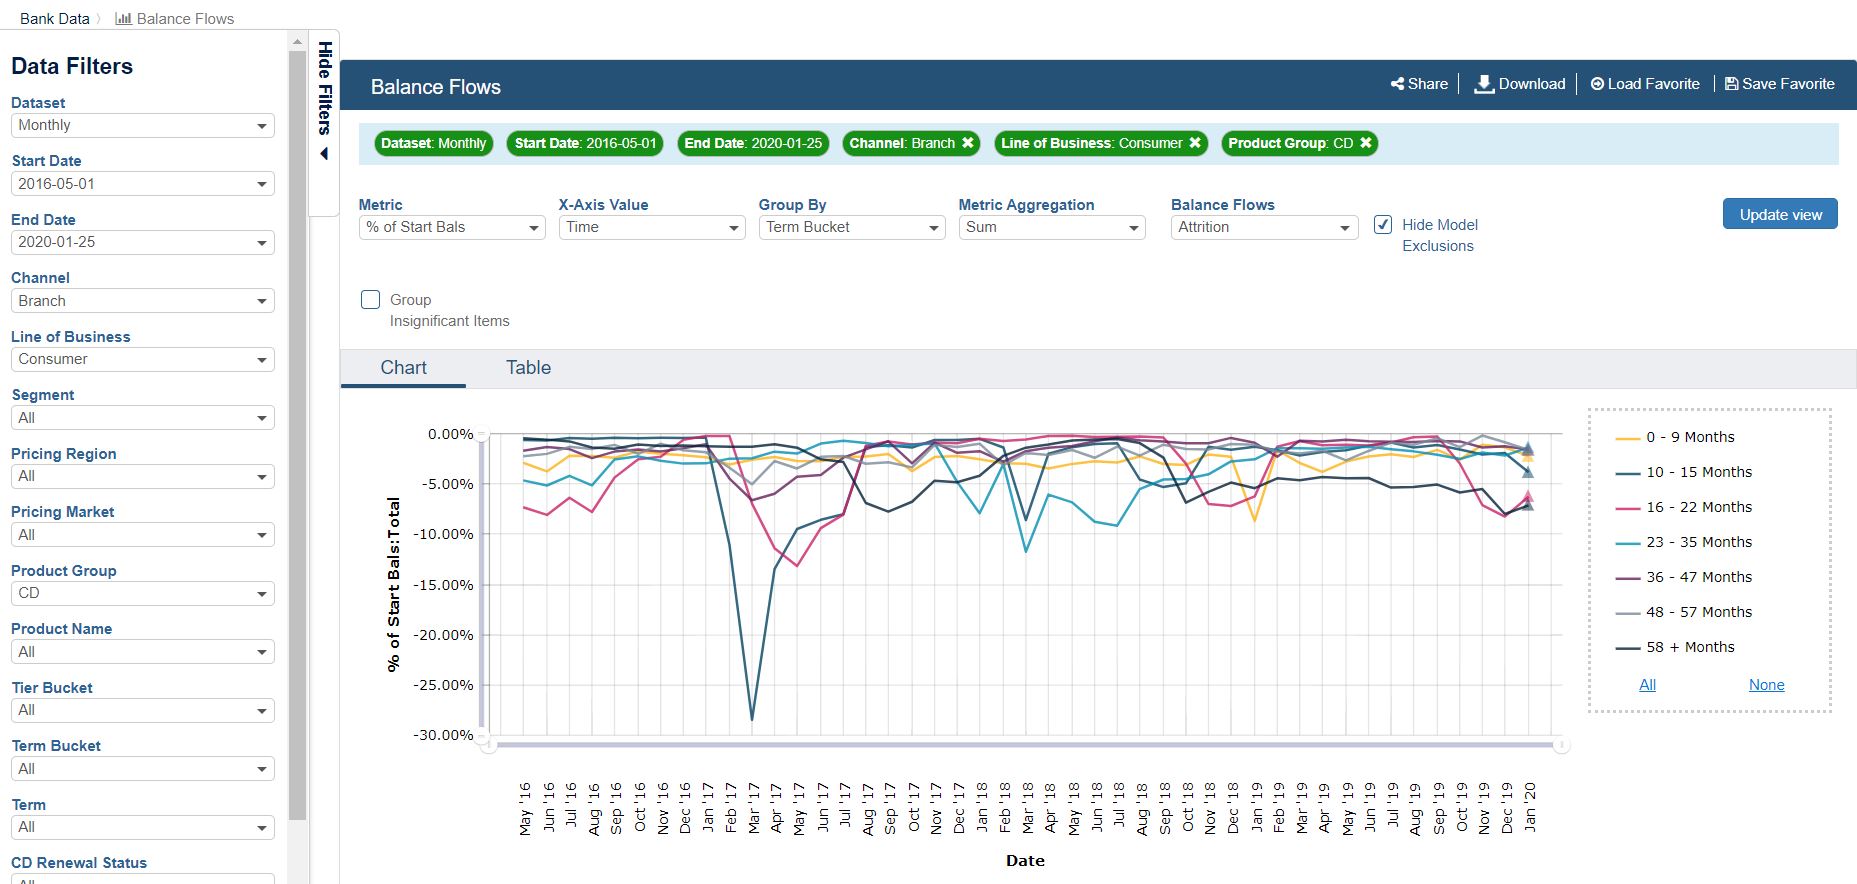 Bank Data 〉 Balance Flows
Data Filters
Dataset
Monthly
Start Date
2016-05-01
End Date
2020-01-25
Channel
Branch
Line of Business
Consumer
Segment
All
Pricing Region
All
Pricing Market
All
Product Group
CD
Product Name
All
Tier Bucket
All
Term Bucket
All
Term
All
CD Renewal Status
Hide Filters
Balance Flows
Share
Download
Load Favorite
Save Favorite
Dataset: Monthly
Start Date: 2016-05-01
End Date: 2020-01-25
Channel: Branch ✖
Line of Business: Consumer ✖
Product Group: CD ✖
Metric
% of Start Bals
X-Axis Value
Time
Group By
Term Bucket
Metric Aggregation
Sum
Balance Flows
Attrition
Hide Model
Exclusions
Update view
Group
Insignificant Items
Chart
Table
% of Start Bals:Total
0.00%
-5.00%
-10.00%
-15.00%
-20.00%
-25.00%
-30.00%
May '16
Jun '16
Jul '16
Aug '16
Sep '16
Oct '16
Nov '16
Dec '16
Jan '17
Feb '17
Mar '17
Apr '17
May '17
Jun '17
Jul '17
Aug '17
Sep '17
Oct '17
Nov '17
Dec '17
Jan '18
Feb '18
Mar '18
Apr '18
May '18
Jun '18
Jul '18
Aug '18
Sep '18
Oct '18
Nov '18
Dec '18
Jan '19
Feb '19
Mar '19
Apr '19
May '19
Jun '19
Jul '19
Aug '19
Sep '19
Oct '19
Nov '19
Dec '19
Jan '20
Date
0 - 9 Months
10 - 15 Months
16 - 22 Months
23 - 35 Months
36 - 47 Months
48 - 57 Months
58 + Months
All
None